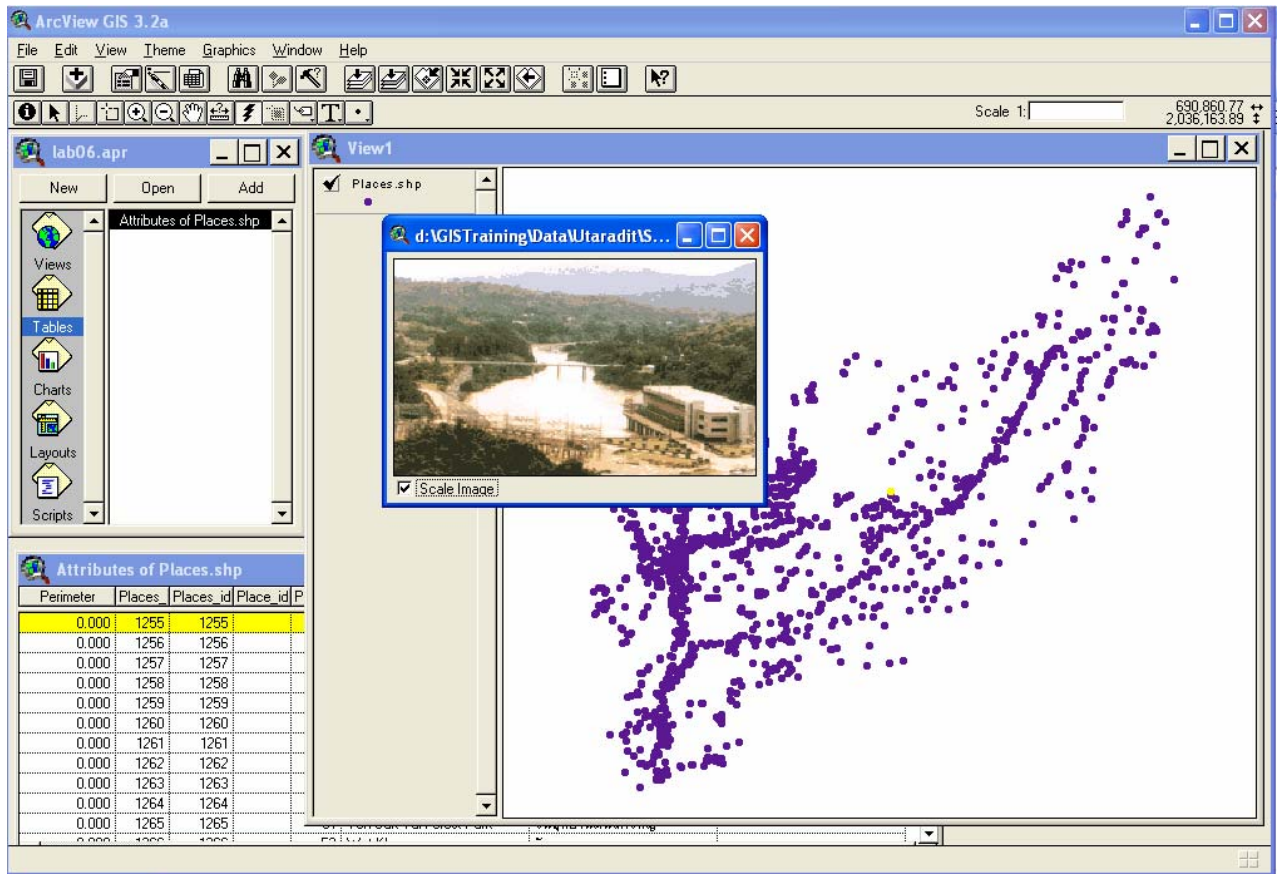 ArcView GIS 3.2a
File Edit View Theme Graphics Window Help
Scale 1:
690,860.77
2,036,163.89
lab06.apr
New Open Add
Views
Tables
Charts
Layouts
Scripts
Attributes of Places.shp
View1
Places.shp
d:\GISTraining\Data\Utaradit\S...
Scale Image
Attributes of Places.shp
Perimeter Places_ Places_id Place_id P
0.000 1255 1255
0.000 1256 1256
0.000 1257 1257
0.000 1258 1258
0.000 1259 1259
0.000 1260 1260
0.000 1261 1261
0.000 1262 1262
0.000 1263 1263
0.000 1264 1264
0.000 1265 1265